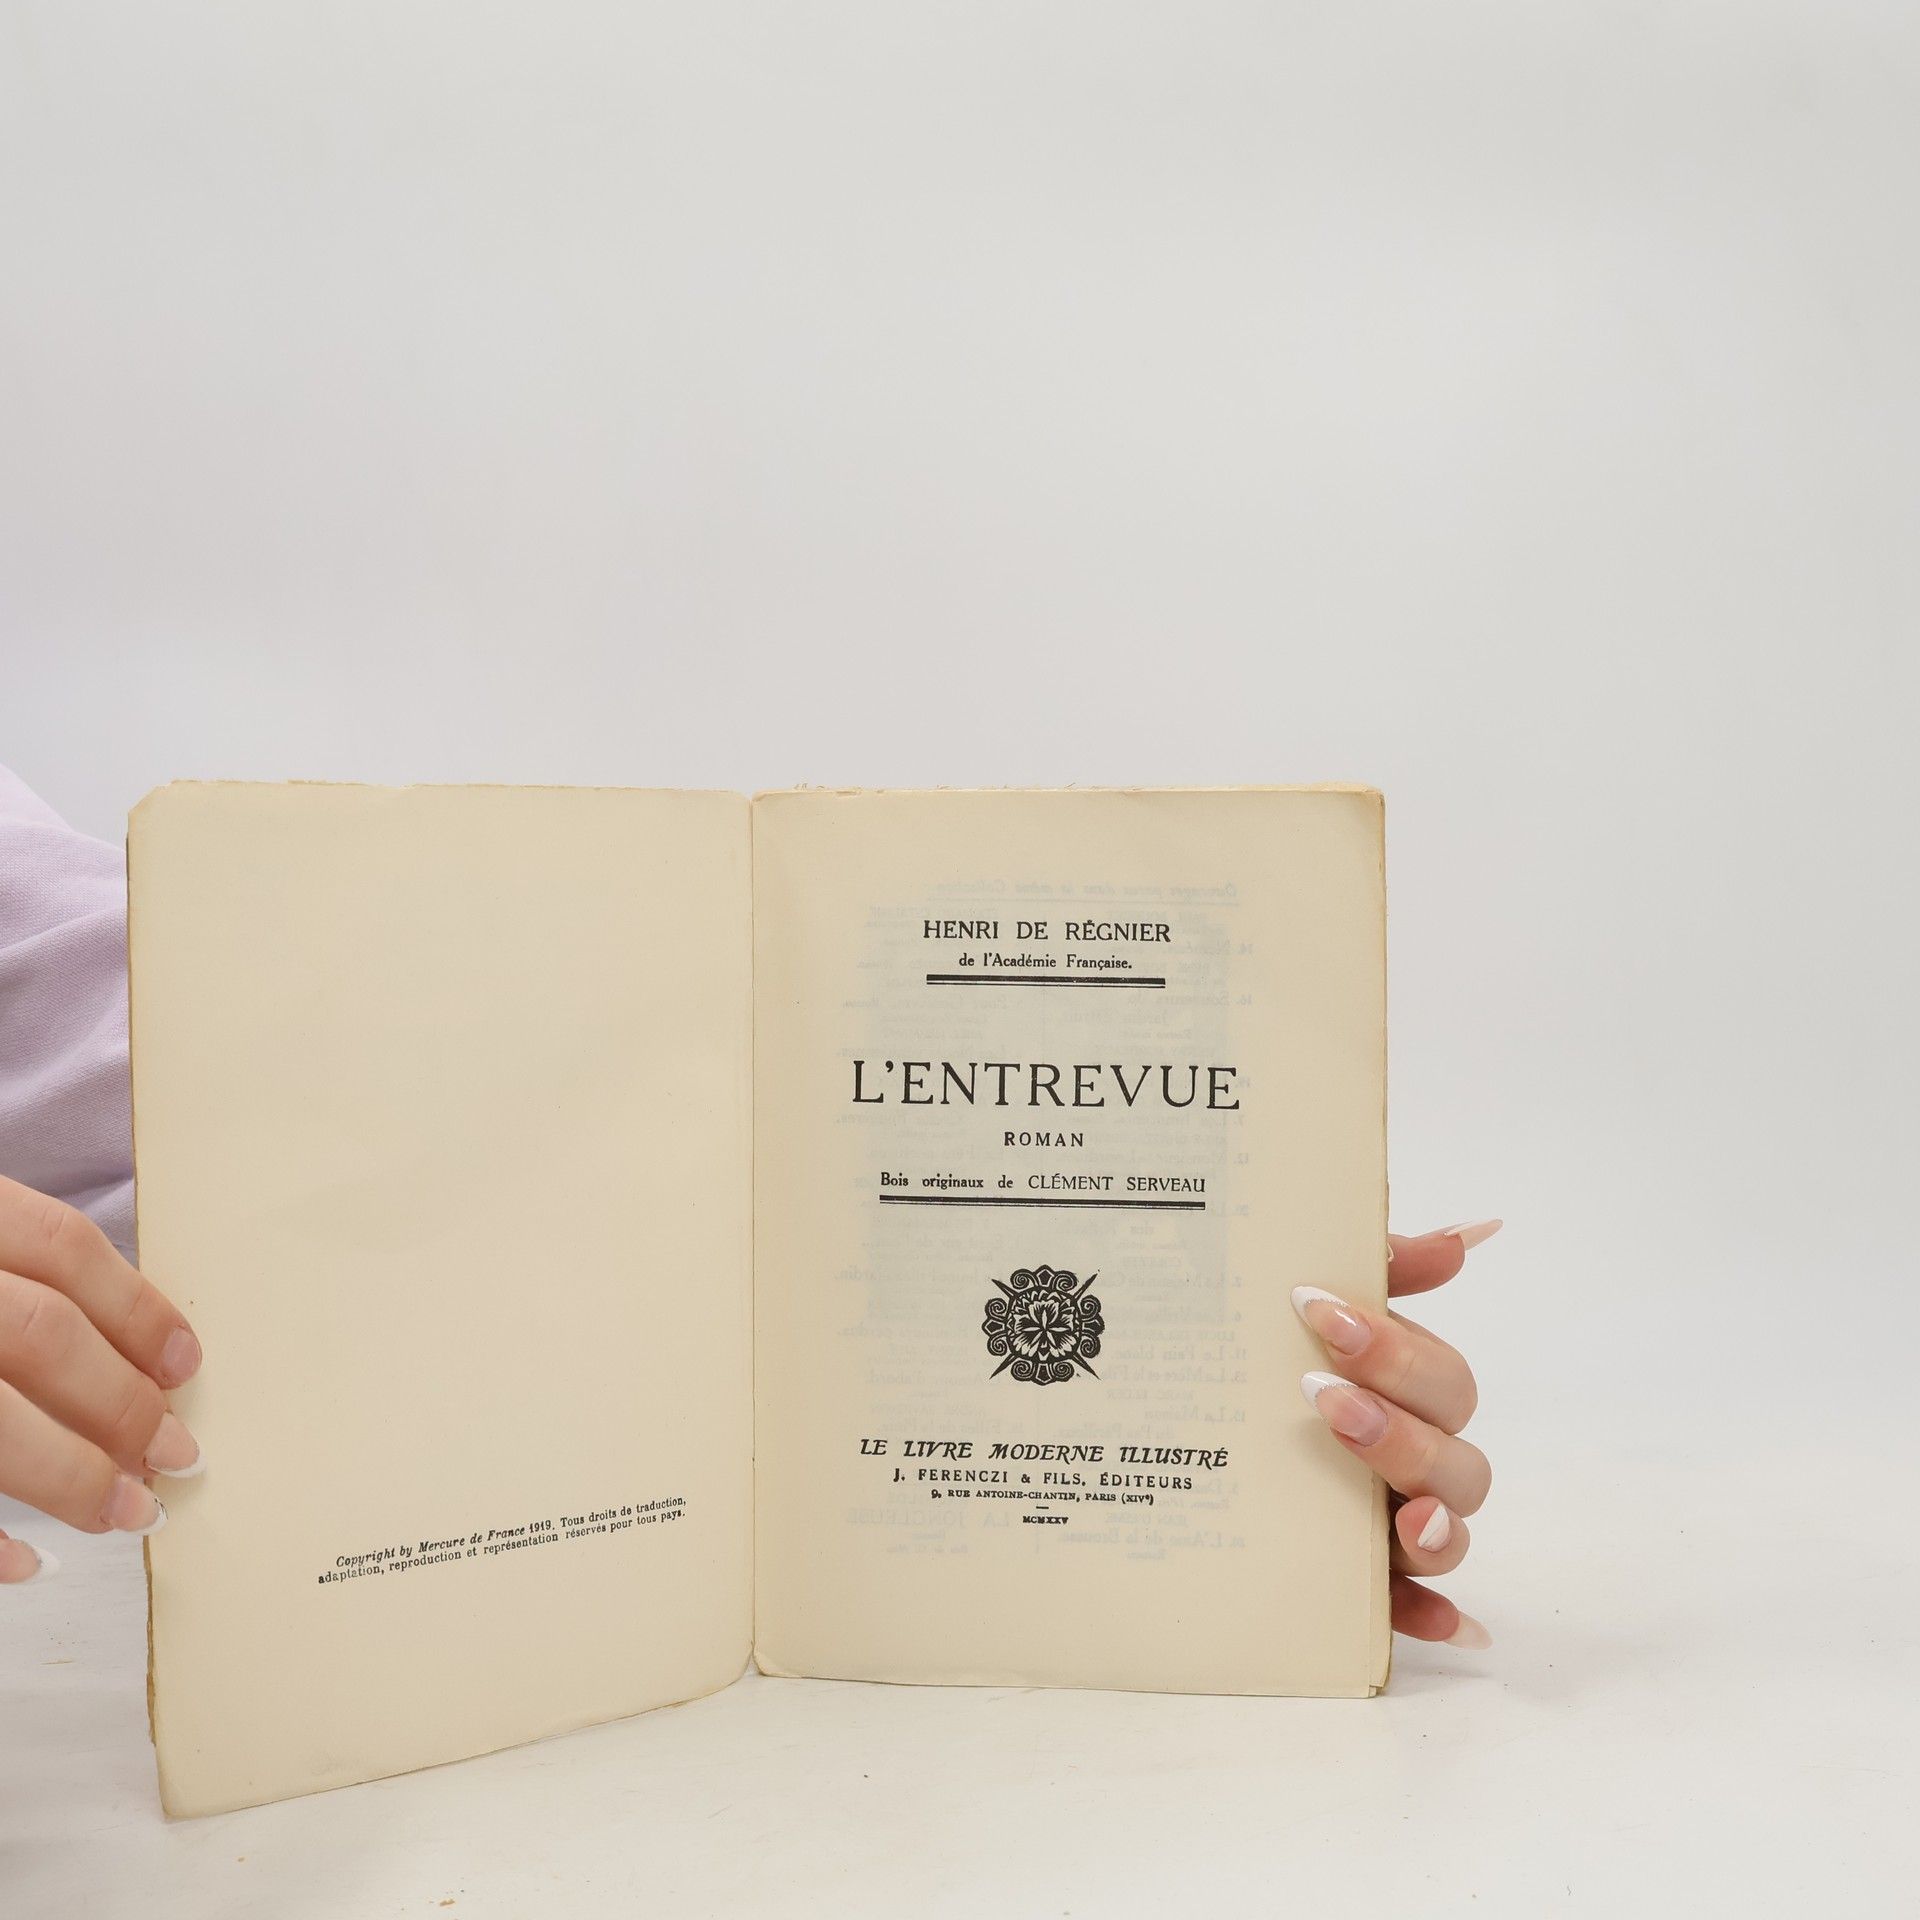 Copyright by Mercure de France 1919. Tous droits de traduction,
adaptation, reproduction et représentation réservés pour tous pays.
HENRI DE RÉGNIER
de l'Académie Française.
L'ENTREVUE
ROMAN
Bois originaux de CLÉMENT SERVEAU
LE LIVRE MODERNE ILLUSTRÉ
J. FERENCZI & FILS, ÉDITEURS
9, RUE ANTOINE-CHANTIN, PARIS (XIVe)
MCMXXV